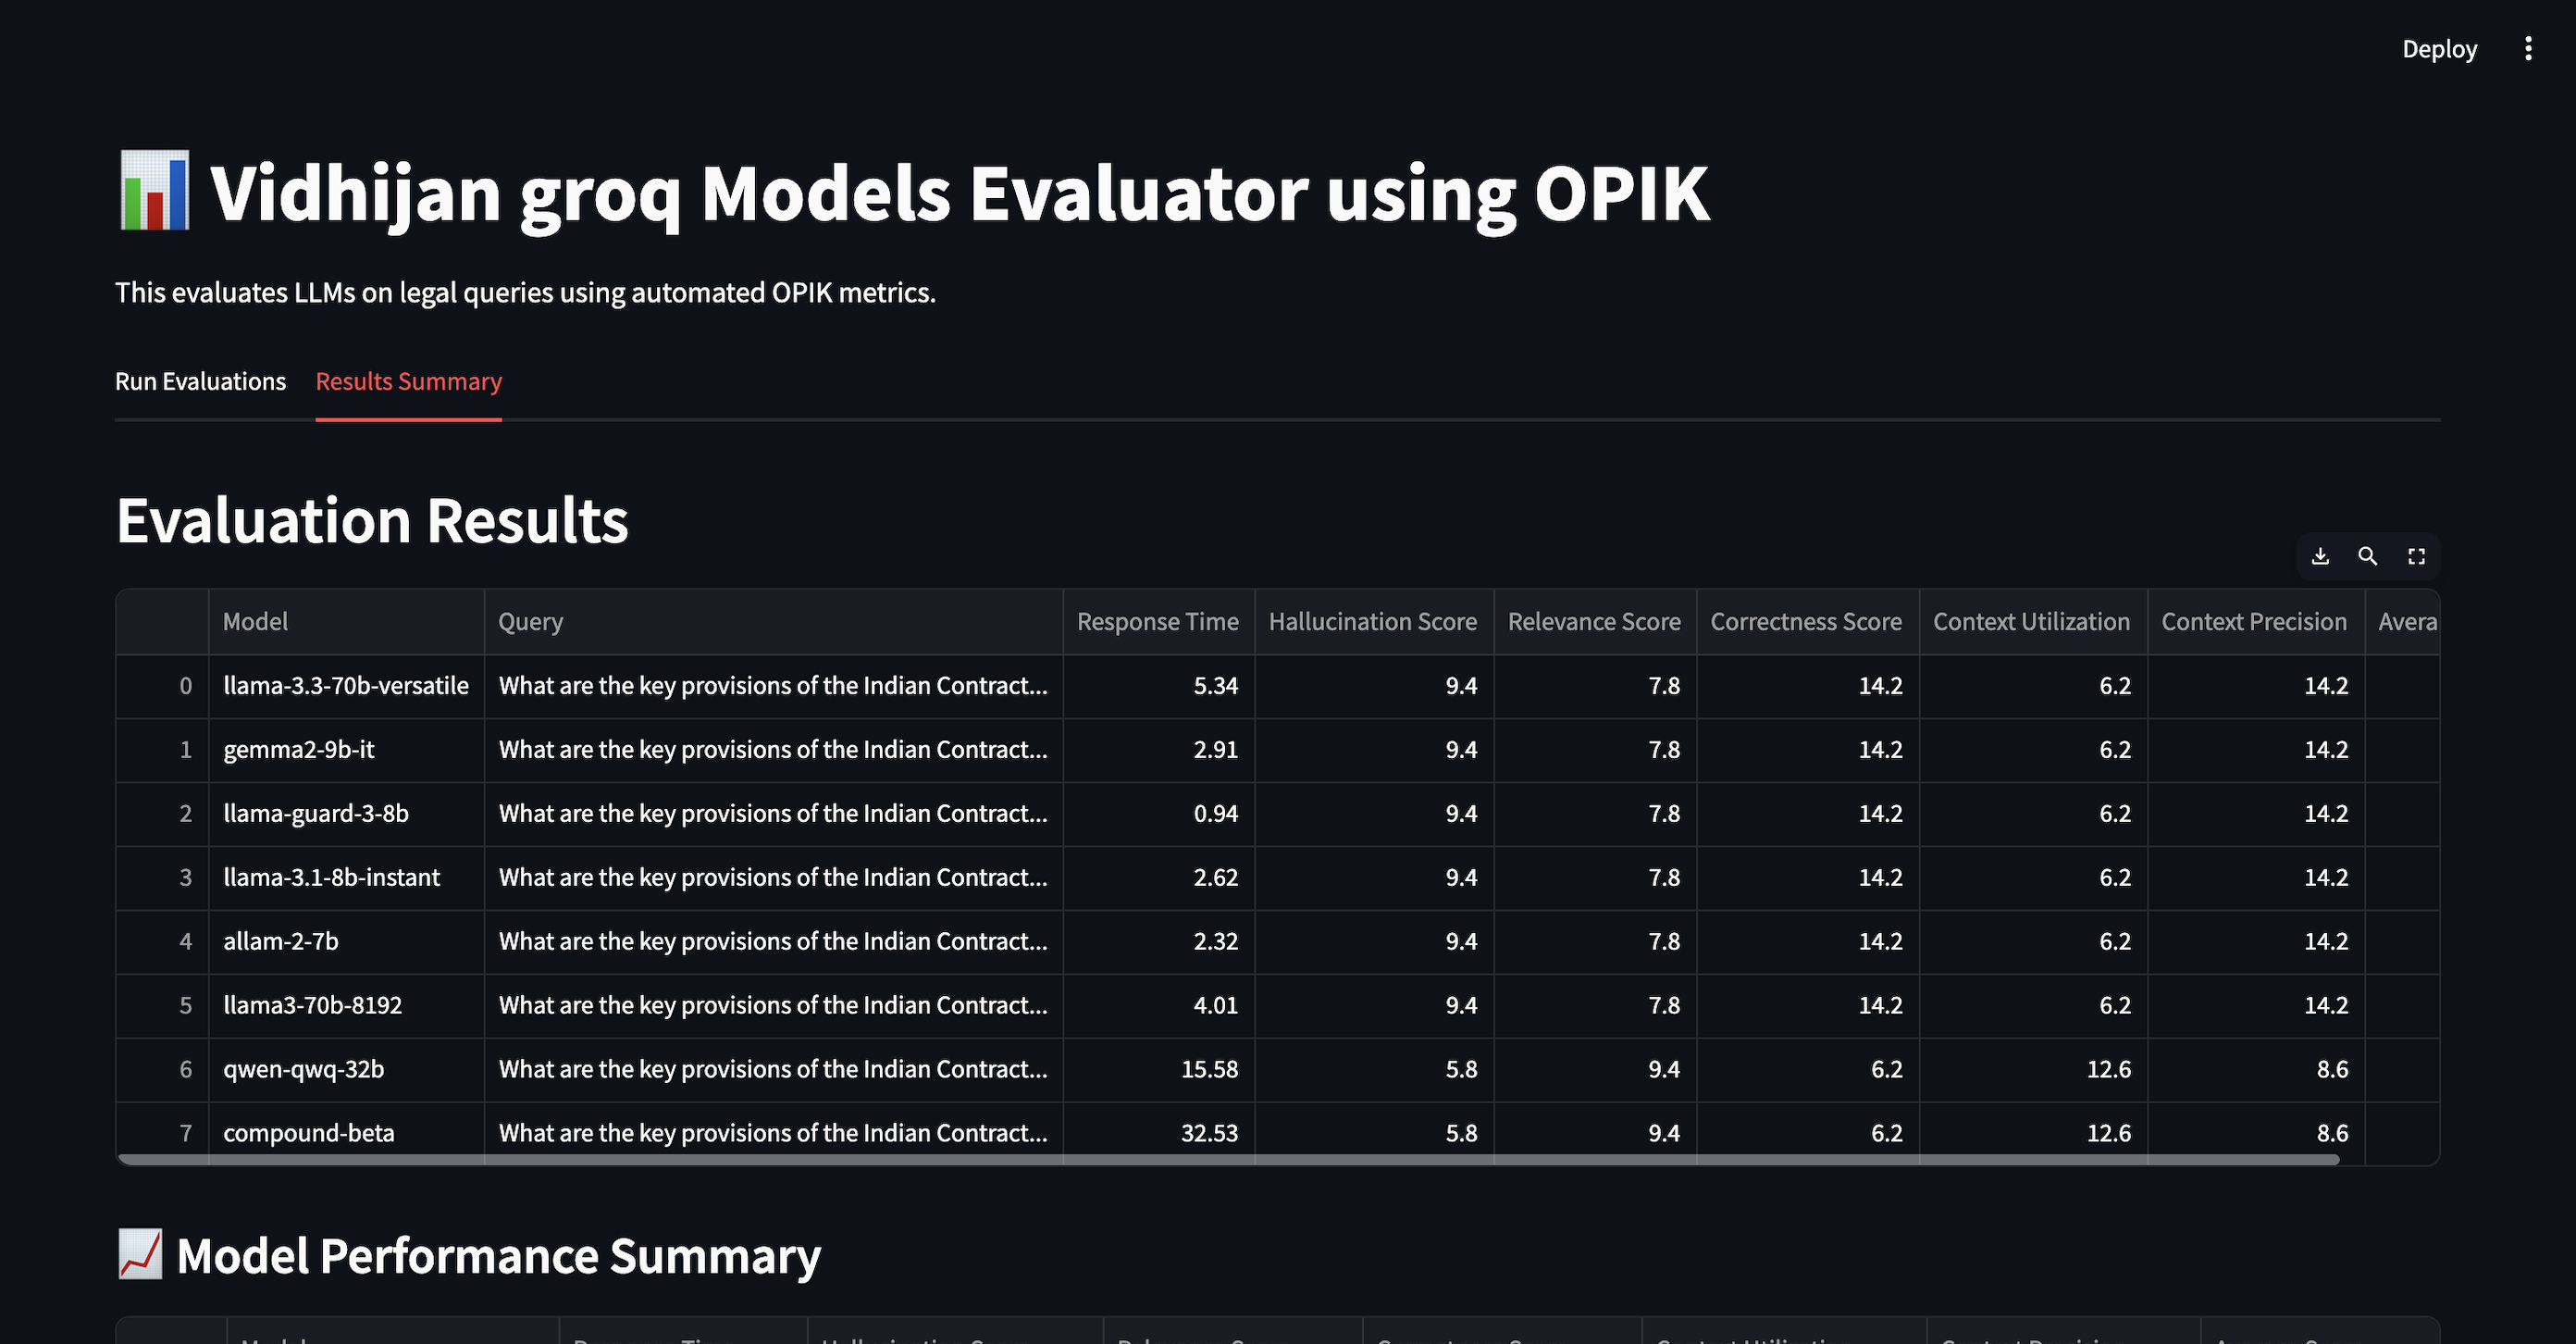 Deploy
Vidhijan groq Models Evaluator using OPIK
This evaluates LLMs on legal queries using automated OPIK metrics.
Run Evaluations Results Summary
Evaluation Results
Model Query Response Time Hallucination Score Relevance Score Correctness Score Context Utilization Context Precision Avera
0 llama-3.3-70b-versatile What are the key provisions of the Indian Contract... 5.34 9.4 7.8 14.2 6.2 14.2
1 gemma2-9b-it What are the key provisions of the Indian Contract... 2.91 9.4 7.8 14.2 6.2 14.2
2 llama-guard-3-8b What are the key provisions of the Indian Contract... 0.94 9.4 7.8 14.2 6.2 14.2
3 llama-3.1-8b-instant What are the key provisions of the Indian Contract... 2.62 9.4 7.8 14.2 6.2 14.2
4 allam-2-7b What are the key provisions of the Indian Contract... 2.32 9.4 7.8 14.2 6.2 14.2
5 llama3-70b-8192 What are the key provisions of the Indian Contract... 4.01 9.4 7.8 14.2 6.2 14.2
6 qwen-qwq-32b What are the key provisions of the Indian Contract... 15.58 5.8 9.4 6.2 12.6 8.6
7 compound-beta What are the key provisions of the Indian Contract... 32.53 5.8 9.4 6.2 12.6 8.6
Model Performance Summary